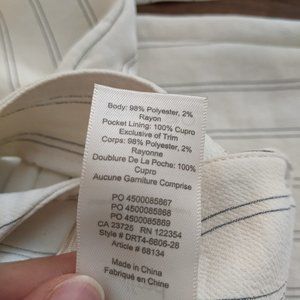 Body: 98% Polyester, 2%
Rayon
Pocket Lining: 100% Cupro
Exclusive of Trim
Corps: 98% Polyester, 2%
Rayonne
Doublure De La Poche: 100%
Cupro
Aucune Garniture Comprise
PO 4500085867
PO 4500085868
PO 4500085869
CA 23725 RN 122354
Style # DRT4-6806-28
Article # 68134
Made in China
Fabriqué en Chine